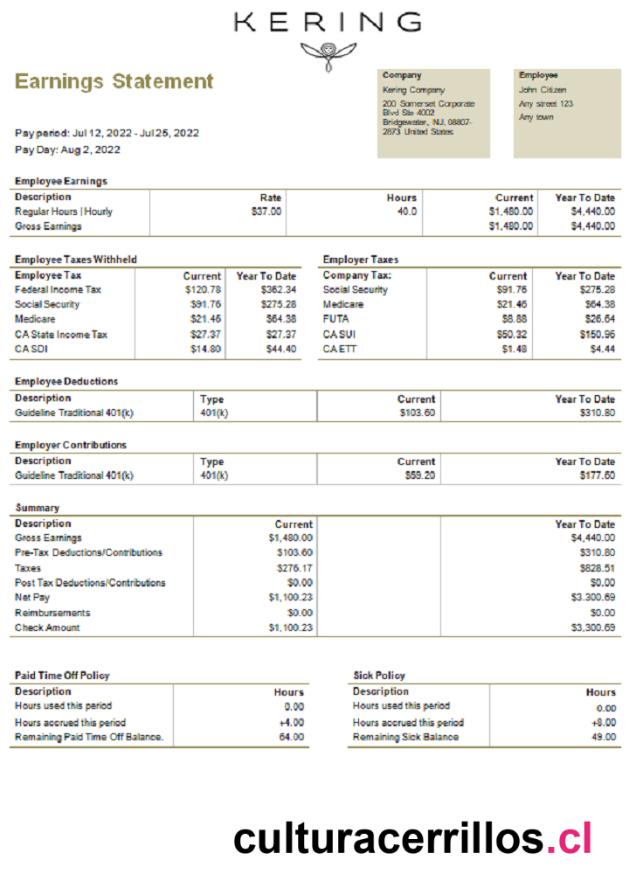 KERING
Earnings Statement
Company
Kering Company
200 Somerset Corporate
Blvd Ste 4002
Bridgewater, NJ, 08807-
2873 United States
Employee
John Citizen
Any street 123
Any town
Pay period: Jul 12, 2022 - Jul 25, 2022
Pay Day: Aug 2, 2022
Employee Earnings
Description Rate Hours Current Year To Date
Regular Hours | Hourly $37.00 40.0 $1,480.00 $4,440.00
Gross Earnings $1,480.00 $4,440.00
Employee Taxes Withheld
Employee Tax Current Year To Date
Federal Income Tax $120.78 $362.34
Social Security $91.76 $275.28
Medicare $21.46 $64.38
CA State Income Tax $27.37 $27.37
CA SDI $14.80 $44.40
Employer Taxes
Company Tax: Current Year To Date
Social Security $91.76 $275.28
Medicare $21.46 $64.38
FUTA $8.88 $26.64
CA SUI $50.32 $150.96
CA ETT $1.48 $4.44
Employee Deductions
Description Type Current Year To Date
Guideline Traditional 401(k) 401(k) $103.60 $310.80
Employer Contributions
Description Type Current Year To Date
Guideline Traditional 401(k) 401(k) $59.20 $177.60
Summary
Description Current Year To Date
Gross Earnings $1,480.00 $4,440.00
Pre-Tax Deductions/Contributions $103.60 $310.80
Taxes $276.17 $828.51
Post Tax Deductions/Contributions $0.00 $0.00
Net Pay $1,100.23 $3.300.69
Reimbursements $0.00 $0.00
Check Amount $1,100.23 $3,300.69
Paid Time Off Policy
Description Hours
Hours used this period 0.00
Hours accrued this period +4.00
Remaining Paid Time Off Balance. 64.00
Sick Policy
Description Hours
Hours used this period 0.00
Hours accrued this period +8.00
Remaining Sick Balance 49.00
culturacerrillos.cl